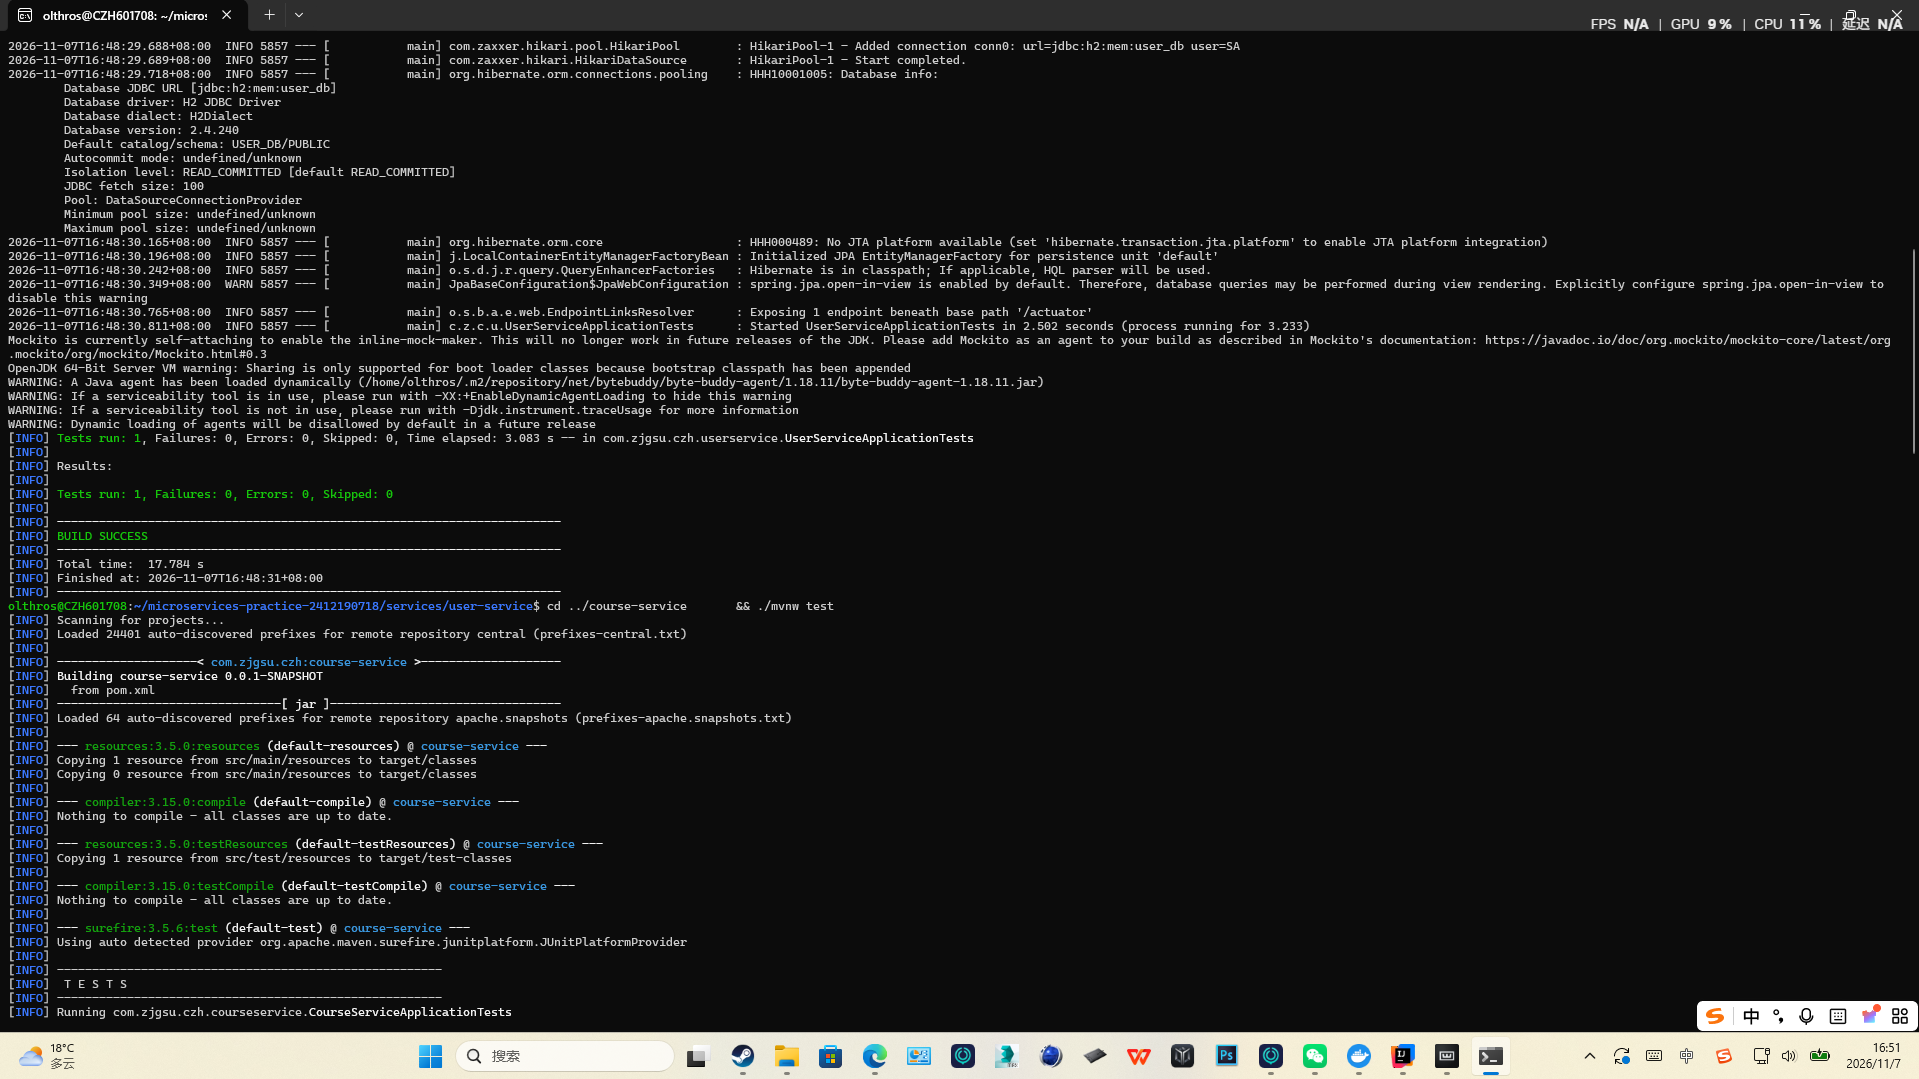 olthros@CZH601708: ~/micros
FPS N/A | GPU 9% | CPU 11% | 延迟 N/A
2026-11-07T16:48:29.688+08:00  INFO 5857 --- [           main] com.zaxxer.hikari.pool.HikariPool        : HikariPool-1 - Added connection conn0: url=jdbc:h2:mem:user_db user=SA
2026-11-07T16:48:29.689+08:00  INFO 5857 --- [           main] com.zaxxer.hikari.HikariDataSource       : HikariPool-1 - Start completed.
2026-11-07T16:48:29.718+08:00  INFO 5857 --- [           main] org.hibernate.orm.connections.pooling    : HHH10001005: Database info:
        Database JDBC URL [jdbc:h2:mem:user_db]
        Database driver: H2 JDBC Driver
        Database dialect: H2Dialect
        Database version: 2.4.240
        Default catalog/schema: USER_DB/PUBLIC
        Autocommit mode: undefined/unknown
        Isolation level: READ_COMMITTED [default READ_COMMITTED]
        JDBC fetch size: 100
        Pool: DataSourceConnectionProvider
        Minimum pool size: undefined/unknown
        Maximum pool size: undefined/unknown
2026-11-07T16:48:30.165+08:00  INFO 5857 --- [           main] org.hibernate.orm.core                   : HHH000489: No JTA platform available (set 'hibernate.transaction.jta.platform' to enable JTA platform integration)
2026-11-07T16:48:30.196+08:00  INFO 5857 --- [           main] j.LocalContainerEntityManagerFactoryBean : Initialized JPA EntityManagerFactory for persistence unit 'default'
2026-11-07T16:48:30.242+08:00  INFO 5857 --- [           main] o.s.d.j.r.query.QueryEnhancerFactories   : Hibernate is in classpath; If applicable, HQL parser will be used.
2026-11-07T16:48:30.349+08:00  WARN 5857 --- [           main] JpaBaseConfiguration$JpaWebConfiguration : spring.jpa.open-in-view is enabled by default. Therefore, database queries may be performed during view rendering. Explicitly configure spring.jpa.open-in-view to
disable this warning
2026-11-07T16:48:30.765+08:00  INFO 5857 --- [           main] o.s.b.a.e.web.EndpointLinksResolver      : Exposing 1 endpoint beneath base path '/actuator'
2026-11-07T16:48:30.811+08:00  INFO 5857 --- [           main] c.z.c.u.UserServiceApplicationTests      : Started UserServiceApplicationTests in 2.502 seconds (process running for 3.233)
Mockito is currently self-attaching to enable the inline-mock-maker. This will no longer work in future releases of the JDK. Please add Mockito as an agent to your build as described in Mockito's documentation: https://javadoc.io/doc/org.mockito/mockito-core/latest/org
.mockito/org/mockito/Mockito.html#0.3
OpenJDK 64-Bit Server VM warning: Sharing is only supported for boot loader classes because bootstrap classpath has been appended
WARNING: A Java agent has been loaded dynamically (/home/olthros/.m2/repository/net/bytebuddy/byte-buddy-agent/1.18.11/byte-buddy-agent-1.18.11.jar)
WARNING: If a serviceability tool is in use, please run with -XX:+EnableDynamicAgentLoading to hide this warning
WARNING: If a serviceability tool is not in use, please run with -Djdk.instrument.traceUsage for more information
WARNING: Dynamic loading of agents will be disallowed by default in a future release
[INFO] Tests run: 1, Failures: 0, Errors: 0, Skipped: 0, Time elapsed: 3.083 s -- in com.zjgsu.czh.userservice.UserServiceApplicationTests
[INFO]
[INFO] Results:
[INFO]
[INFO] Tests run: 1, Failures: 0, Errors: 0, Skipped: 0
[INFO]
[INFO] ------------------------------------------------------------------------
[INFO] BUILD SUCCESS
[INFO] ------------------------------------------------------------------------
[INFO] Total time:  17.784 s
[INFO] Finished at: 2026-11-07T16:48:31+08:00
[INFO] ------------------------------------------------------------------------
olthros@CZH601708:~/microservices-practice-2412190718/services/user-service$ cd ../course-service       && ./mvnw test
[INFO] Scanning for projects...
[INFO] Loaded 24401 auto-discovered prefixes for remote repository central (prefixes-central.txt)
[INFO]
[INFO] --------------------< com.zjgsu.czh:course-service >--------------------
[INFO] Building course-service 0.0.1-SNAPSHOT
[INFO]   from pom.xml
[INFO] --------------------------------[ jar ]---------------------------------
[INFO] Loaded 64 auto-discovered prefixes for remote repository apache.snapshots (prefixes-apache.snapshots.txt)
[INFO]
[INFO] --- resources:3.5.0:resources (default-resources) @ course-service ---
[INFO] Copying 1 resource from src/main/resources to target/classes
[INFO] Copying 0 resource from src/main/resources to target/classes
[INFO]
[INFO] --- compiler:3.15.0:compile (default-compile) @ course-service ---
[INFO] Nothing to compile - all classes are up to date.
[INFO]
[INFO] --- resources:3.5.0:testResources (default-testResources) @ course-service ---
[INFO] Copying 1 resource from src/test/resources to target/test-classes
[INFO]
[INFO] --- compiler:3.15.0:testCompile (default-testCompile) @ course-service ---
[INFO] Nothing to compile - all classes are up to date.
[INFO]
[INFO] --- surefire:3.5.6:test (default-test) @ course-service ---
[INFO] Using auto detected provider org.apache.maven.surefire.junitplatform.JUnitPlatformProvider
[INFO]
[INFO] -------------------------------------------------------
[INFO]  T E S T S
[INFO] -------------------------------------------------------
[INFO] Running com.zjgsu.czh.courseservice.CourseServiceApplicationTests
中
18°C
多云
搜索
中
16:51
2026/11/7